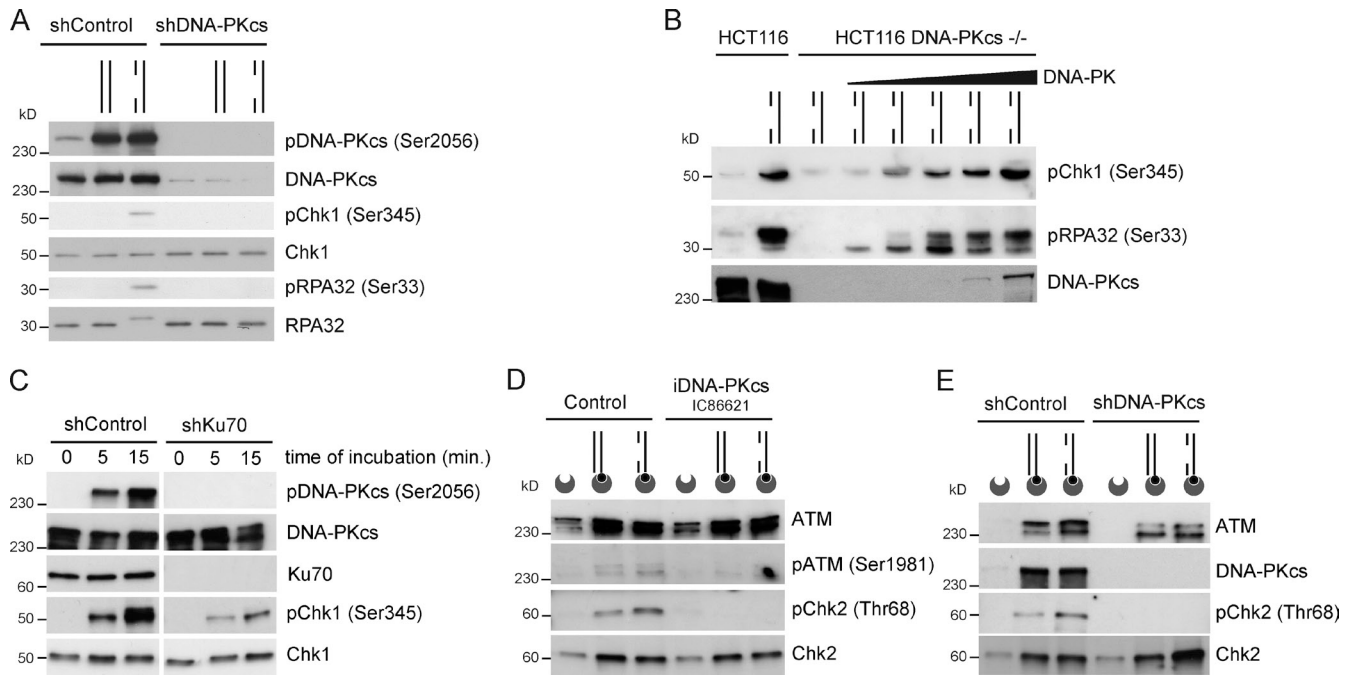 A
shControl shDNA-PKcs
kD
pDNA-PKcs (Ser2056)
230
DNA-PKcs
230
pChk1 (Ser345)
50
Chk1
50
pRPA32 (Ser33)
30
RPA32
30
B
HCT116 HCT116 DNA-PKcs -/-
DNA-PK
kD
pChk1 (Ser345)
50
pRPA32 (Ser33)
30
DNA-PKcs
230
C
shControl shKu70
kD 0 5 15 0 5 15 time of incubation (min.)
pDNA-PKcs (Ser2056)
230
DNA-PKcs
230
Ku70
60
pChk1 (Ser345)
50
Chk1
50
D
Control iDNA-PKcs
IC86621
kD
ATM
230
pATM (Ser1981)
230
pChk2 (Thr68)
60
Chk2
60
E
shControl shDNA-PKcs
kD
ATM
230
DNA-PKcs
230
pChk2 (Thr68)
60
Chk2
60